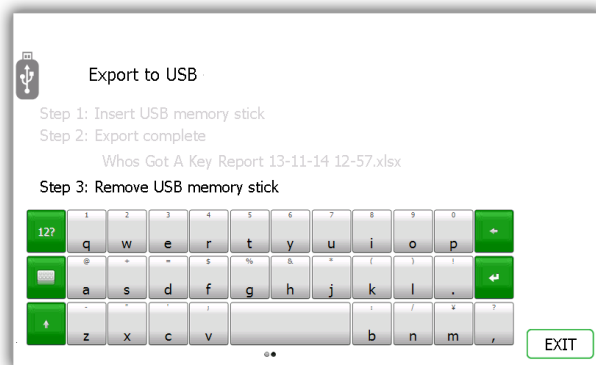 Export to USB
Step 1: Insert USB memory stick
Step 2: Export complete
Whos Got A Key Report 13-11-14 12-57.xlsx
Step 3: Remove USB memory stick
1 2 3 4 5 6 7 8 9 0
12? q w e r t y u i o p
@ + = $ % & * ( ) !
a s d f g h j k l .
- " ' ; : / ¥ ?
z x c v b n m ,
EXIT